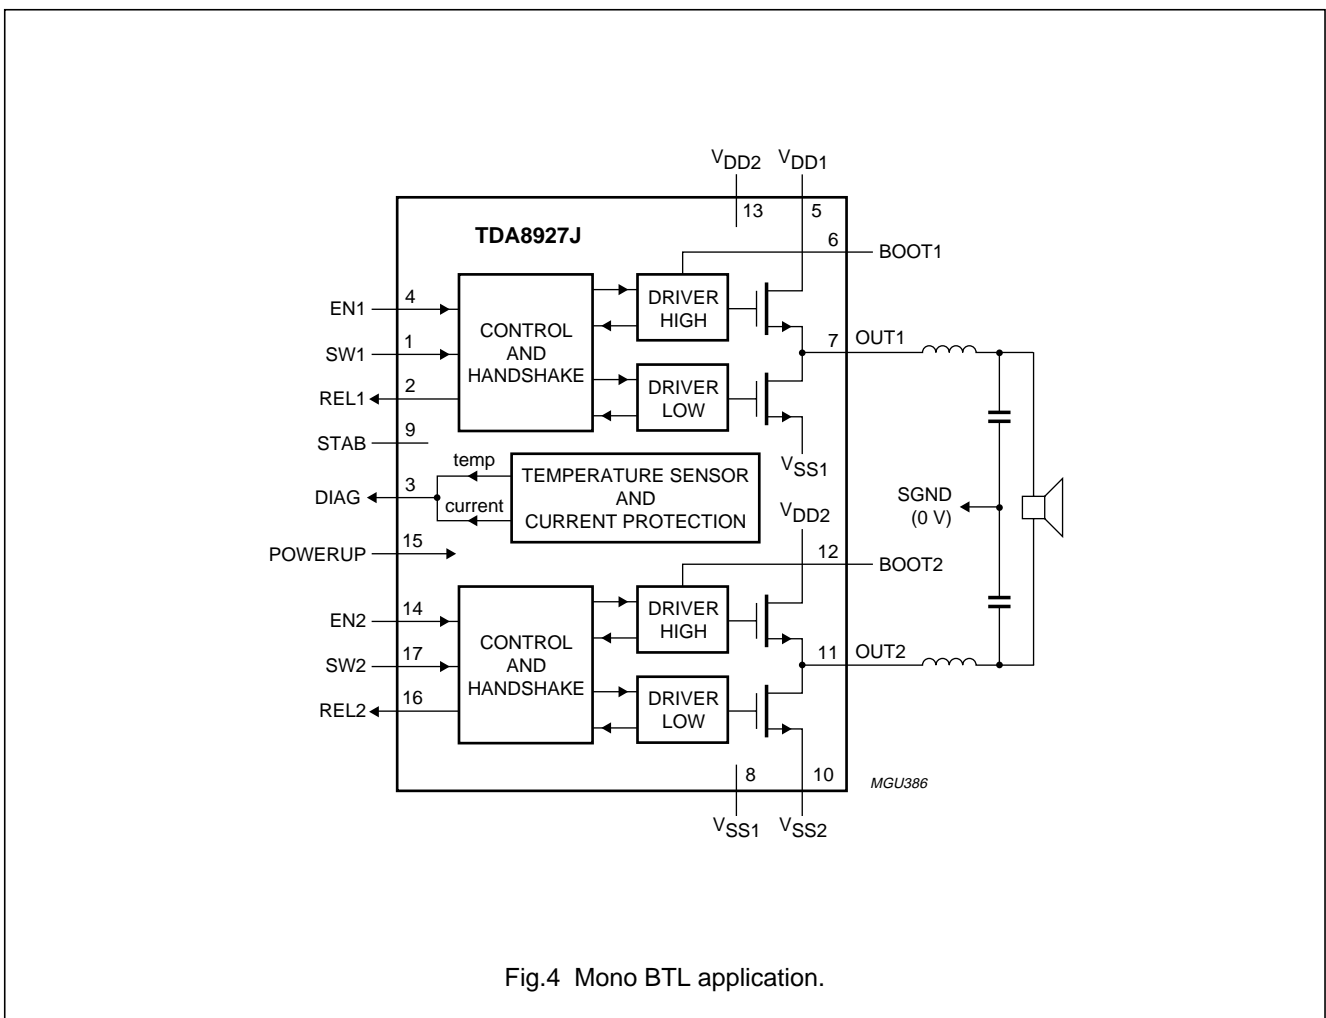 VDD2 VDD1
13 5
TDA8927J
6 BOOT1
EN1 4
SW1 1
REL1 2
STAB 9
CONTROL
AND
HANDSHAKE
DRIVER
HIGH
DRIVER
LOW
7 OUT1
VSS1
DIAG 3
temp
current
TEMPERATURE SENSOR
AND
CURRENT PROTECTION
SGND
(0 V)
VDD2
POWERUP 15
12 BOOT2
EN2 14
SW2 17
REL2 16
CONTROL
AND
HANDSHAKE
DRIVER
HIGH
DRIVER
LOW
11 OUT2
8 10
VSS1 VSS2
MGU386
Fig.4 Mono BTL application.